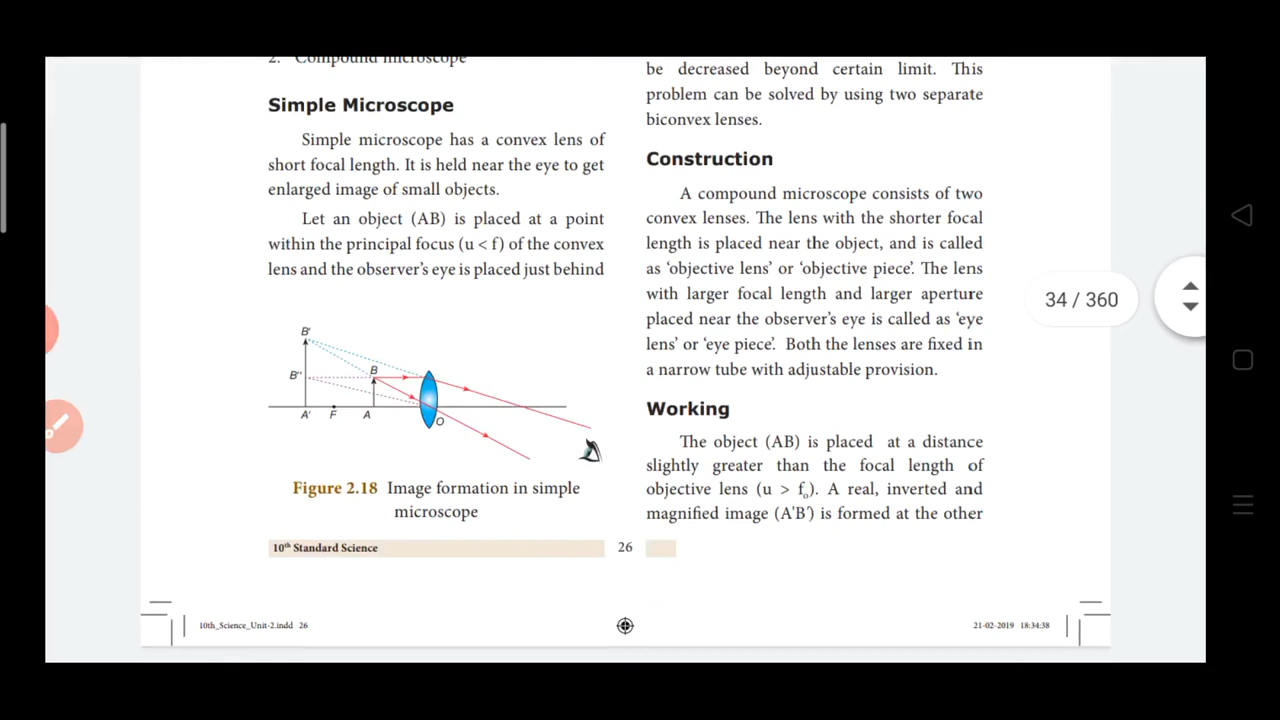 2. Compound microscope
Simple Microscope
Simple microscope has a convex lens of
short focal length. It is held near the eye to get
enlarged image of small objects.
Let an object (AB) is placed at a point
within the principal focus (u < f) of the convex
lens and the observer's eye is placed just behind
B'
B"
B
A'
F
A
O
Figure 2.18 Image formation in simple
microscope
be decreased beyond certain limit. This
problem can be solved by using two separate
biconvex lenses.
Construction
A compound microscope consists of two
convex lenses. The lens with the shorter focal
length is placed near the object, and is called
as 'objective lens' or 'objective piece'. The lens
with larger focal length and larger aperture
placed near the observer's eye is called as 'eye
lens' or 'eye piece'. Both the lenses are fixed in
a narrow tube with adjustable provision.
Working
The object (AB) is placed at a distance
slightly greater than the focal length of
objective lens (u > fo). A real, inverted and
magnified image (A'B') is formed at the other
34 / 360
10th Standard Science
26
10th_Science_Unit-2.indd 26
21-02-2019 18:34:38